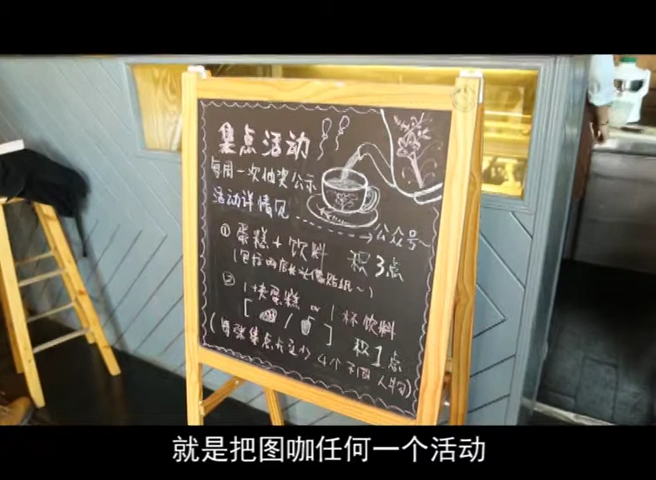 集点活动
每周一次抽奖公示
活动详情见 → 公众号~
① 蛋糕 + 饮料 积3点
② 1块蛋糕 or 1杯饮料
[ / ] 积1点
就是把图咖任何一个活动